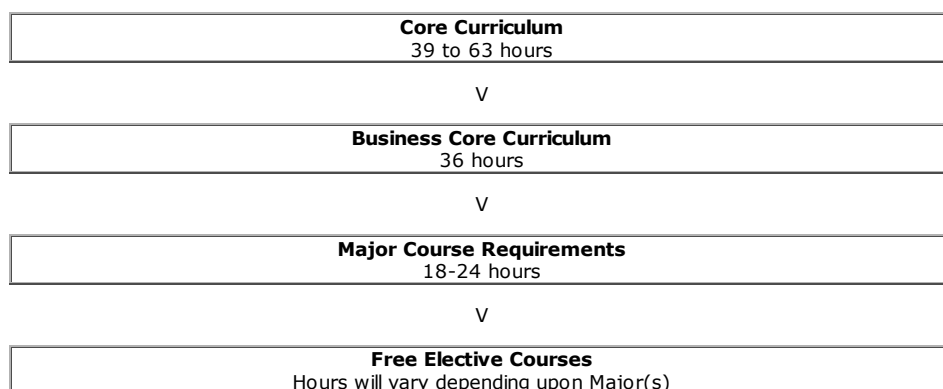 Core Curriculum
39 to 63 hours
V
Business Core Curriculum
36 hours
V
Major Course Requirements
18-24 hours
V
Free Elective Courses
Hours will vary depending upon Major(s)